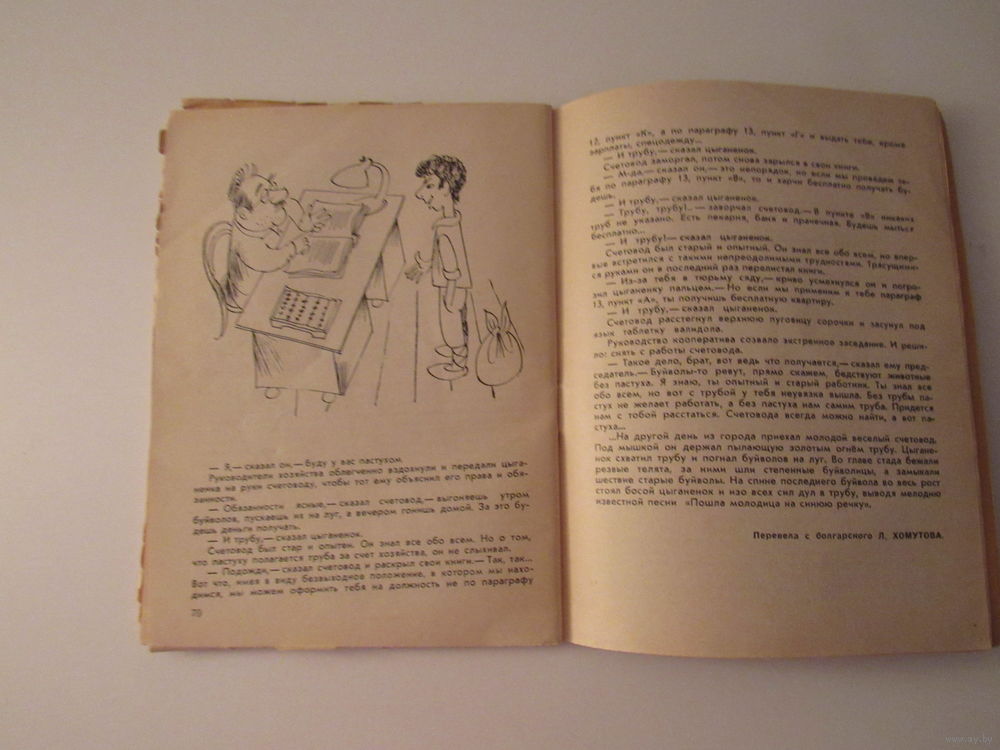 — Я,— сказал он,— буду у вас пастухом.
Руководители хозяйства облегченно вздохнули и передали цыга-
ненка на руки счетоводу, чтобы тот ему объяснил его права и обя-
занности.
— Обязанности ясные,— сказал счетовод,— выгоняешь утром
буйволов, пускаешь их на луг, а вечером гонишь домой. За это бу-
дешь деньги получать.
— И трубу,— сказал цыганенок.
Счетовод был стар и опытен. Он знал все обо всем. Но о том,
что пастуху полагается труба за счет хозяйства, он не слыхивал.
— Подожди,— сказал счетовод и раскрыл свои книги.— Так, так...
Вот что, имея в виду безвыходное положение, в котором мы нахо-
димся, мы можем оформить тебя на должность не по параграфу
70
12, пункт «К», а по параграфу 13, пункт «Г» и выдать тебе, кроме
зарплаты, спецодежду...
— И трубу,— сказал цыганенок.
Счетовод заморгал, потом снова зарылся в свои книги.
— М-да,— сказал он,— это непорядок, но если мы проведем те-
бя по параграфу 13, пункт «В», то и харчи бесплатно получать бу-
дешь.
— И трубу,— сказал цыганенок.
— Трубу, трубу!..— заворчал счетовод.— В пункте «В» никаких
труб не указано. Есть пекарня, баня и прачечная. Будешь мыться
бесплатно...
— И трубу!— сказал цыганенок.
Счетовод был старый и опытный. Он знал все обо всем, но впер-
вые встретился с такими непреодолимыми трудностями. Трясущими-
ся руками он в последний раз перелистал книги.
— Из-за тебя в тюрьму сяду,— криво усмехнулся он и погро-
зил цыганенку пальцем.— Но если мы применим к тебе параграф
13, пункт «А», ты получишь бесплатную квартиру.
— И трубу,— сказал цыганенок.
Счетовод расстегнул верхнюю пуговицу сорочки и засунул под
язык таблетку валидола.
Руководство кооператива созвало экстренное заседание. И реши-
ло: снять с работы счетовода.
— Такое дело, брат, вот ведь что получается,— сказал ему пред-
седатель.— Буйволы-то ревут, прямо скажем, бедствуют животные
без пастуха. Я знаю, ты опытный и старый работник. Ты знал все
обо всем, но вот с трубой у тебя неувязка вышла. Без трубы па-
стух не желает работать, а без пастуха нам самим труба. Придется
нам с тобой расстаться. Счетовода всегда можно найти, а вот па-
стуха...
...На другой день из города приехал молодой веселый счетовод.
Под мышкой он держал пылающую золотым огнём трубу. Цыгане-
нок схватил трубу и погнал буйволов на луг. Во главе стада бежали
резвые телята, за ними шли степенные буйволицы, а замыкали
шествие старые буйволы. На спине последнего буйвола во весь рост
стоял босой цыганенок и изо всех сил дул в трубу, выводя мелодию
известной песни «Пошла молодица на синюю речку».
Перевела с болгарского Л. ХОМУТОВА.
www.ay.by